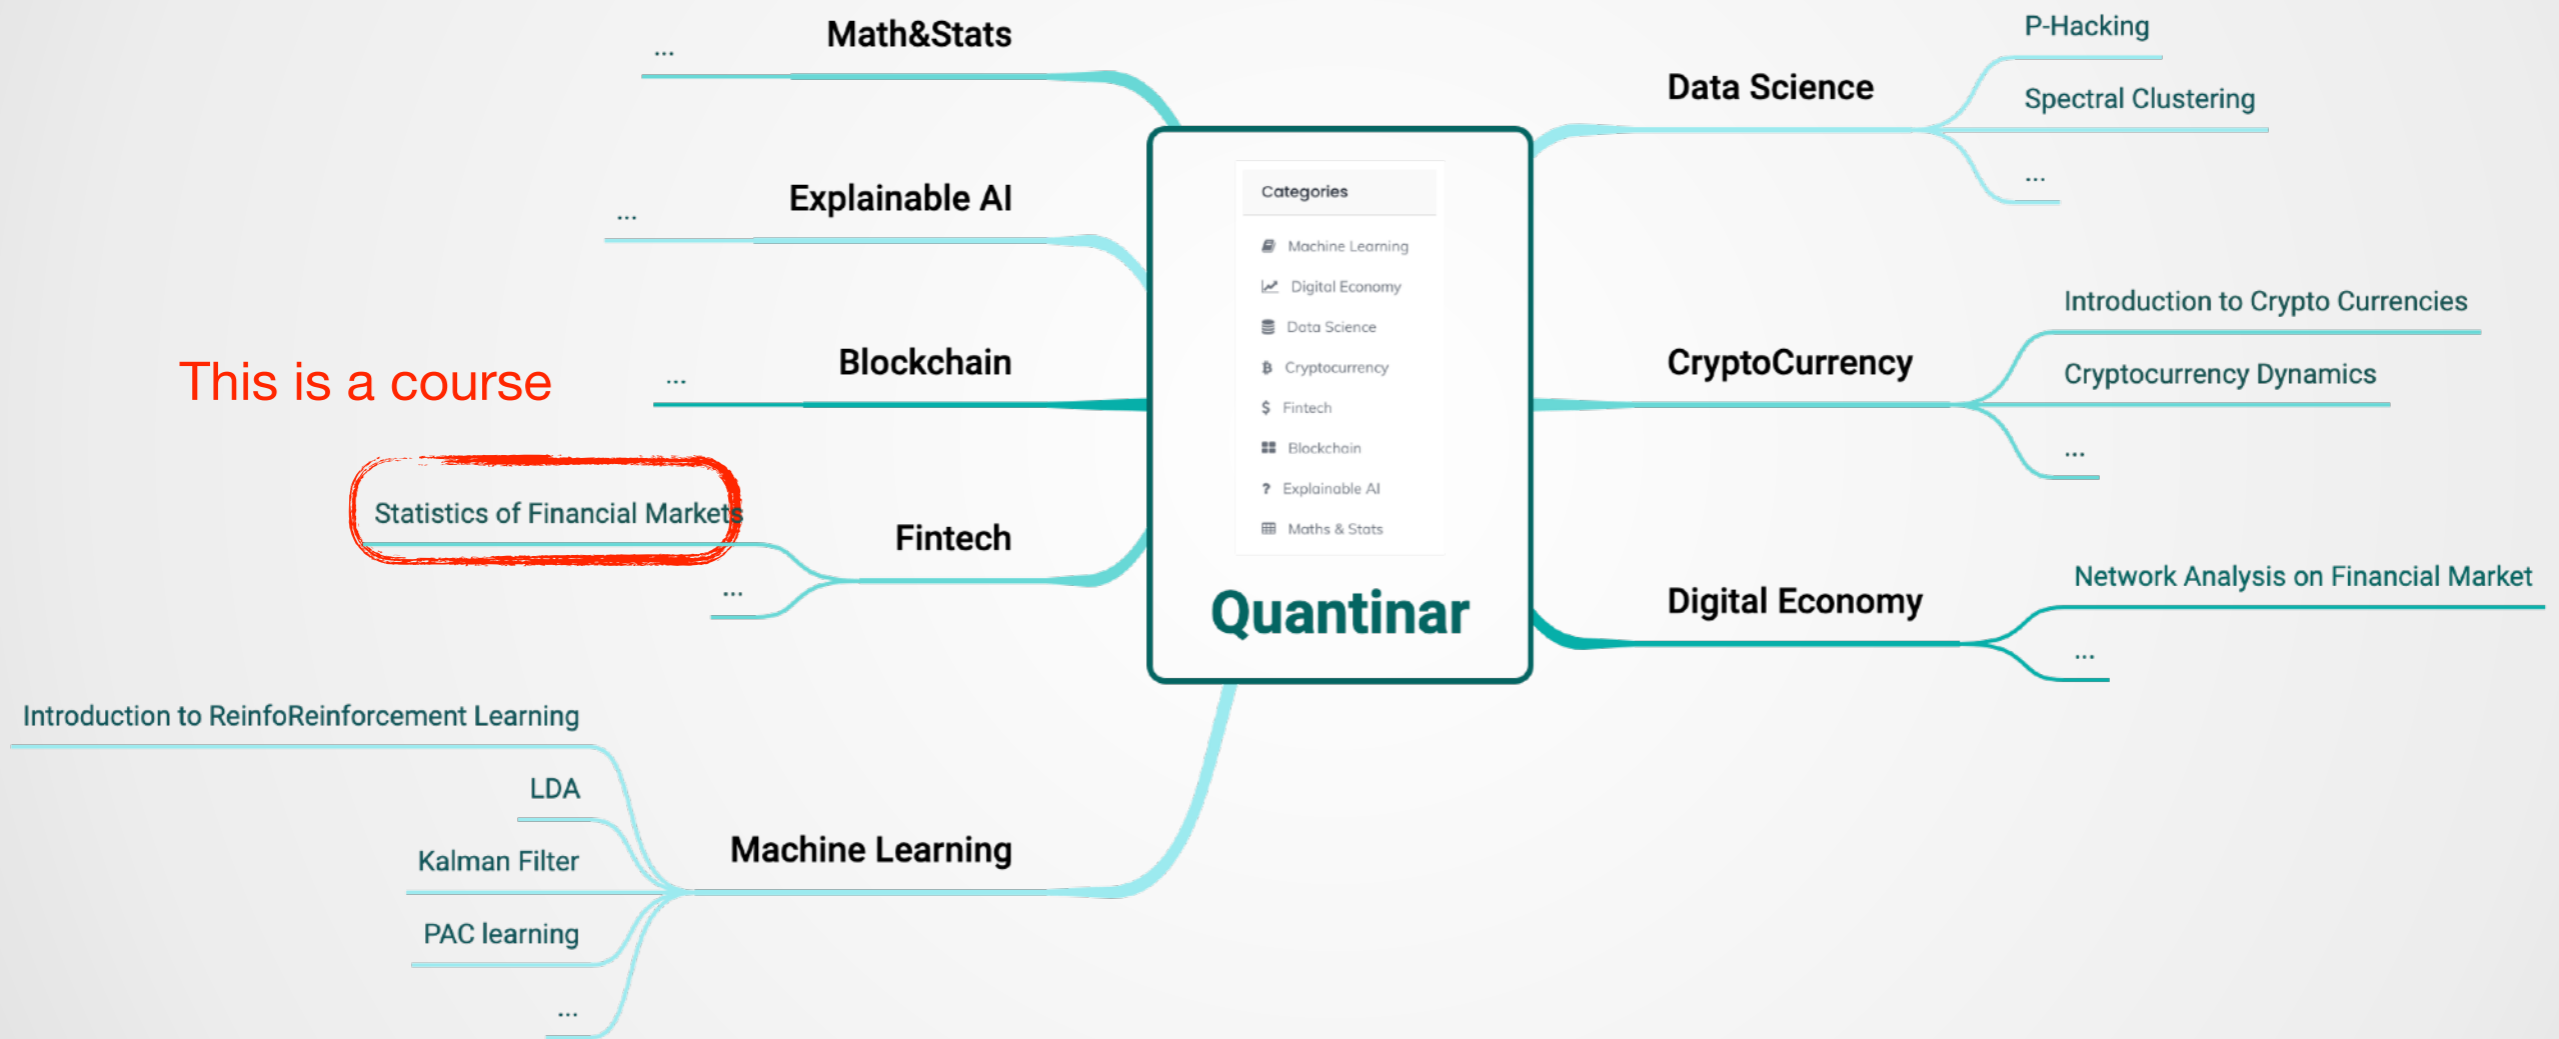 Math&Stats
...
Explainable AI
...
Blockchain
...
This is a course
Statistics of Financial Markets
Fintech
...
Introduction to ReinfoReinforcement Learning
LDA
Kalman Filter
PAC learning
...
Machine Learning
Categories
Machine Learning
Digital Economy
Data Science
Cryptocurrency
Fintech
Blockchain
Explainable AI
Maths & Stats
Quantinar
Data Science
P-Hacking
Spectral Clustering
...
CryptoCurrency
Introduction to Crypto Currencies
Cryptocurrency Dynamics
...
Digital Economy
Network Analysis on Financial Market
...